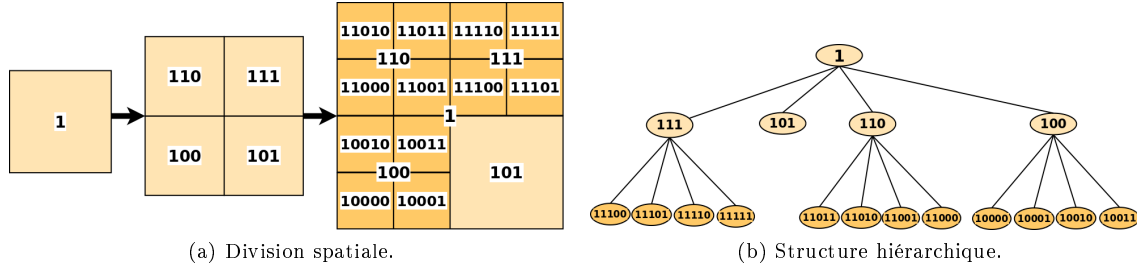 1
110 111
100 101
11010 11011 11110 11111
110 111
11000 11001 11100 11101
1
10010 10011
100 101
10000 10001
(a) Division spatiale.
1
111 101 110 100
11100 11101 11110 11111 11011 11010 11001 11000 10000 10001 10010 10011
(b) Structure hiérarchique.